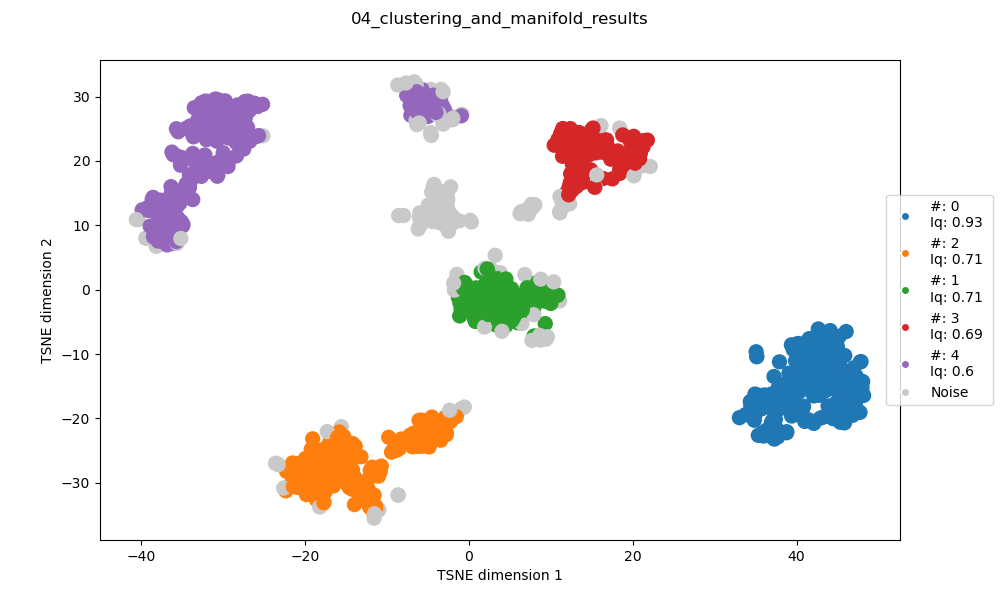 04_clustering_and_manifold_results
TSNE dimension 2
30
20
10
0
−10
−20
−30
−40
−20
0
20
40
TSNE dimension 1
#: 0
Iq: 0.93
#: 2
Iq: 0.71
#: 1
Iq: 0.71
#: 3
Iq: 0.69
#: 4
Iq: 0.6
Noise